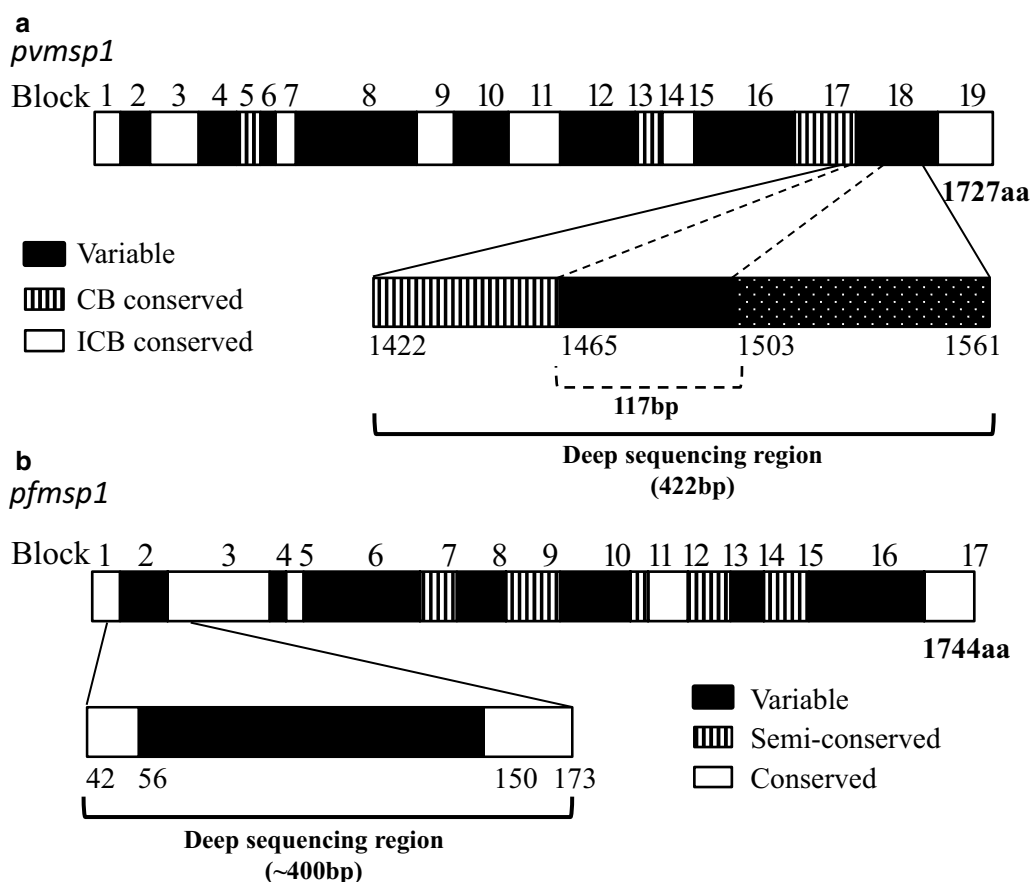 a
pvmsp1
Block 1 2 3 4 5 6 7 8 9 10 11 12 13 14 15 16 17 18 19
1727aa
Variable
CB conserved
ICB conserved
1422 1465 1503 1561
117bp
Deep sequencing region
(422bp)
b
pfmsp1
Block 1 2 3 4 5 6 7 8 9 10 11 12 13 14 15 16 17
1744aa
Variable
Semi-conserved
Conserved
42 56 150 173
Deep sequencing region
(~400bp)